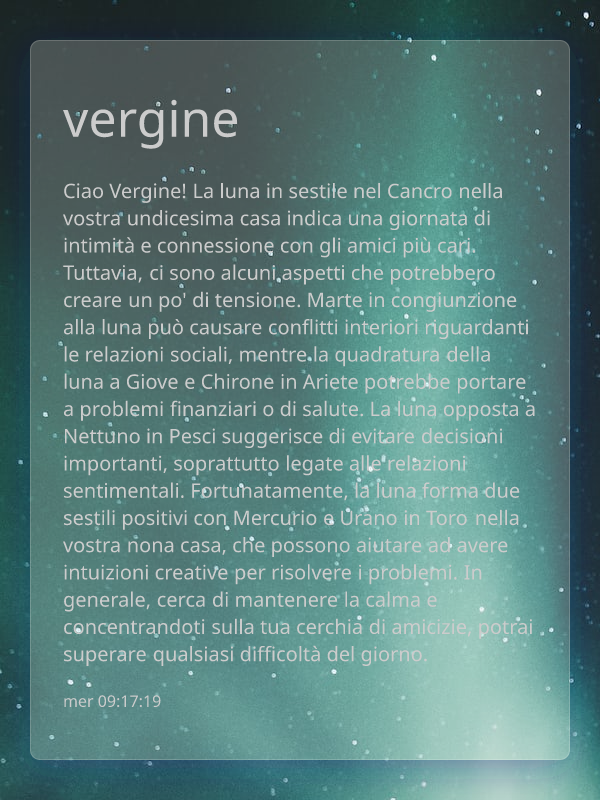 vergine
Ciao Vergine! La luna in sestile nel Cancro nella
vostra undicesima casa indica una giornata di
intimità e connessione con gli amici più cari.
Tuttavia, ci sono alcuni aspetti che potrebbero
creare un po' di tensione. Marte in congiunzione
alla luna può causare conflitti interiori riguardanti
le relazioni sociali, mentre la quadratura della
luna a Giove e Chirone in Ariete potrebbe portare
a problemi finanziari o di salute. La luna opposta a
Nettuno in Pesci suggerisce di evitare decisioni
importanti, soprattutto legate alle relazioni
sentimentali. Fortunatamente, la luna forma due
sestili positivi con Mercurio e Urano in Toro nella
vostra nona casa, che possono aiutare ad avere
intuizioni creative per risolvere i problemi. In
generale, cerca di mantenere la calma e
concentrandoti sulla tua cerchia di amicizie, potrai
superare qualsiasi difficoltà del giorno.
mer 09:17:19